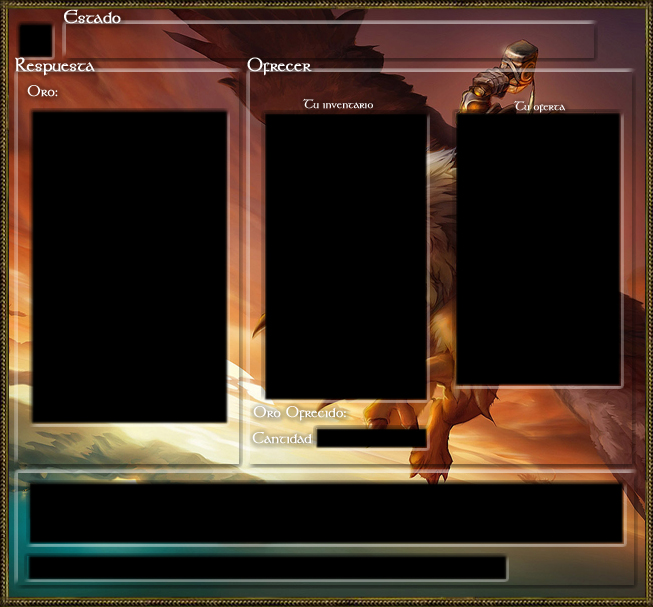 Estado
Respuesta
Ofrecer
Oro:
Tu inventario
Tu oferta
Oro Ofrecido:
Cantidad